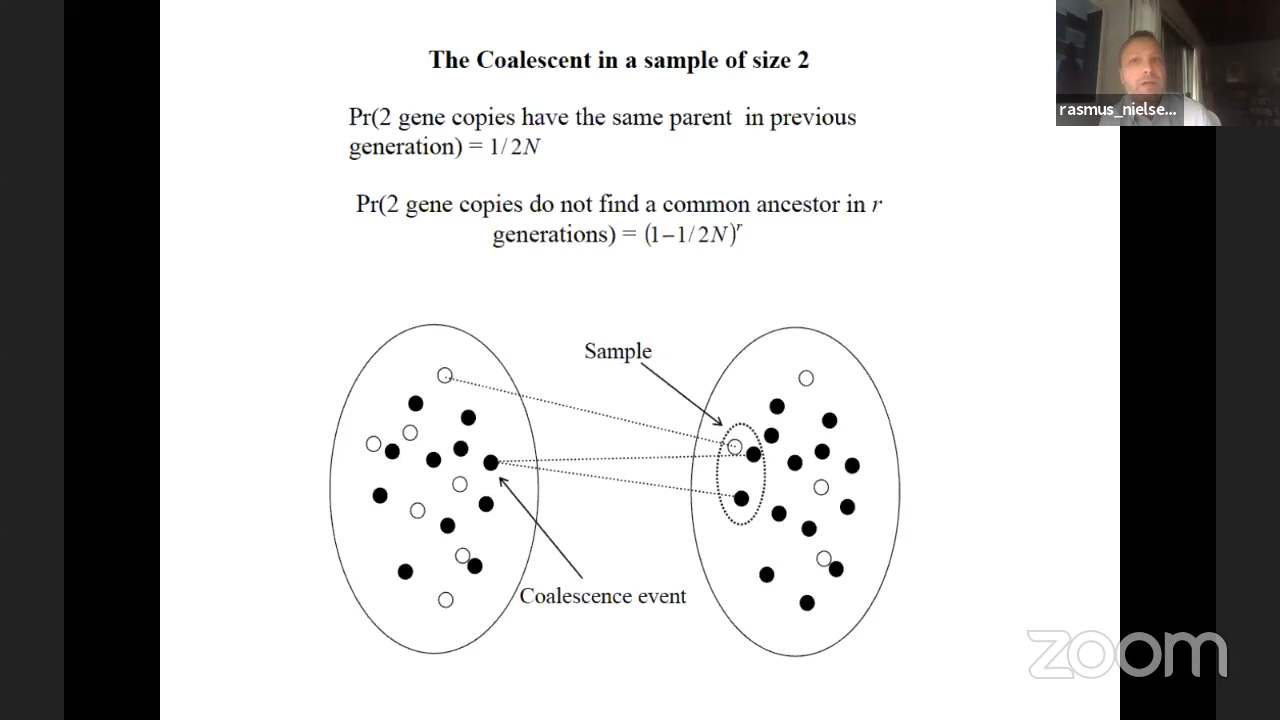 The Coalescent in a sample of size 2
rasmus_nielse...
Pr(2 gene copies have the same parent in previous
generation) = 1/2N
Pr(2 gene copies do not find a common ancestor in r
generations) = (1−1/2N)^r
Sample
Coalescence event
zoom